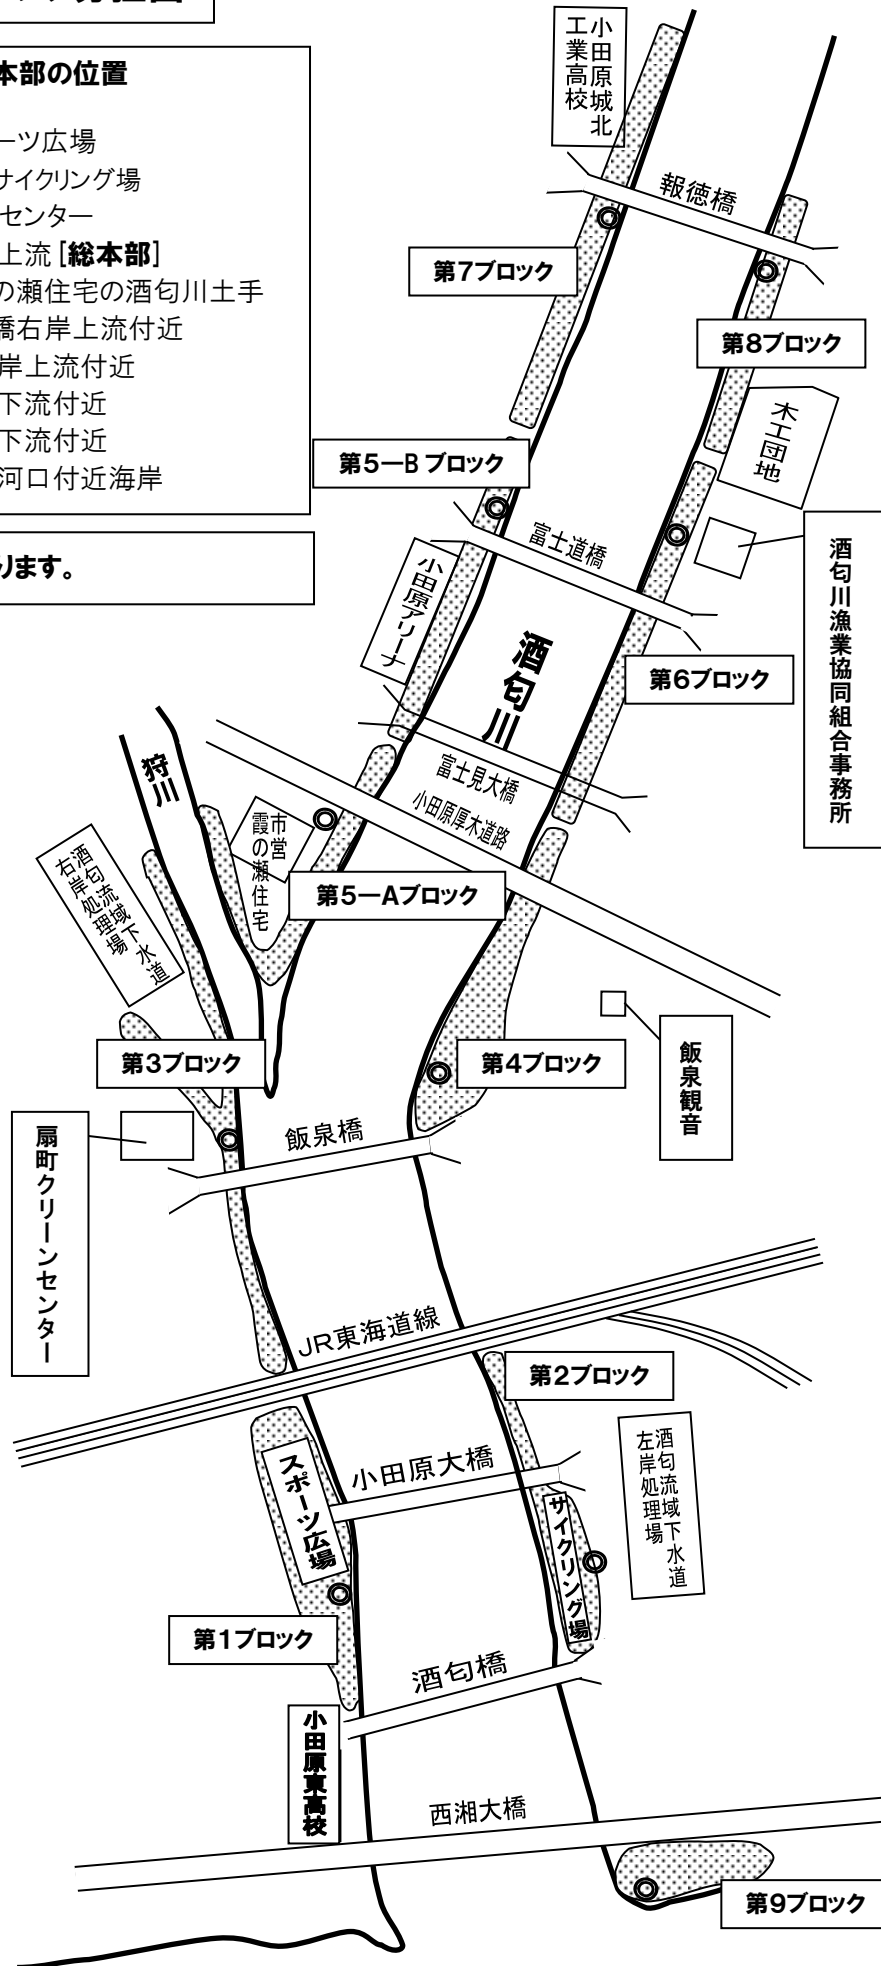 本部の位置
ーツ広場
サイクリング場
センター
上流 [総本部]
の瀬住宅の酒匂川土手
橋右岸上流付近
岸上流付近
下流付近
下流付近
河口付近海岸
ります。
小田原城北
工業高校
報徳橋
第7ブロック
第8ブロック
木工団地
第5―B ブロック
富士道橋
小田原アリーナ
酒匂川漁業協同組合事務所
酒匂川
第6ブロック
狩川
富士見大橋
小田原厚木道路
市営
霞の瀬住宅
酒匂流域下水道
右岸処理場
第5―Aブロック
第3ブロック
第4ブロック
飯泉観音
扇町クリーンセンター
飯泉橋
JR東海道線
第2ブロック
スポーツ広場
小田原大橋
酒匂流域下水道
左岸処理場
サイクリング場
第1ブロック
酒匂橋
小田原東高校
西湘大橋
第9ブロック